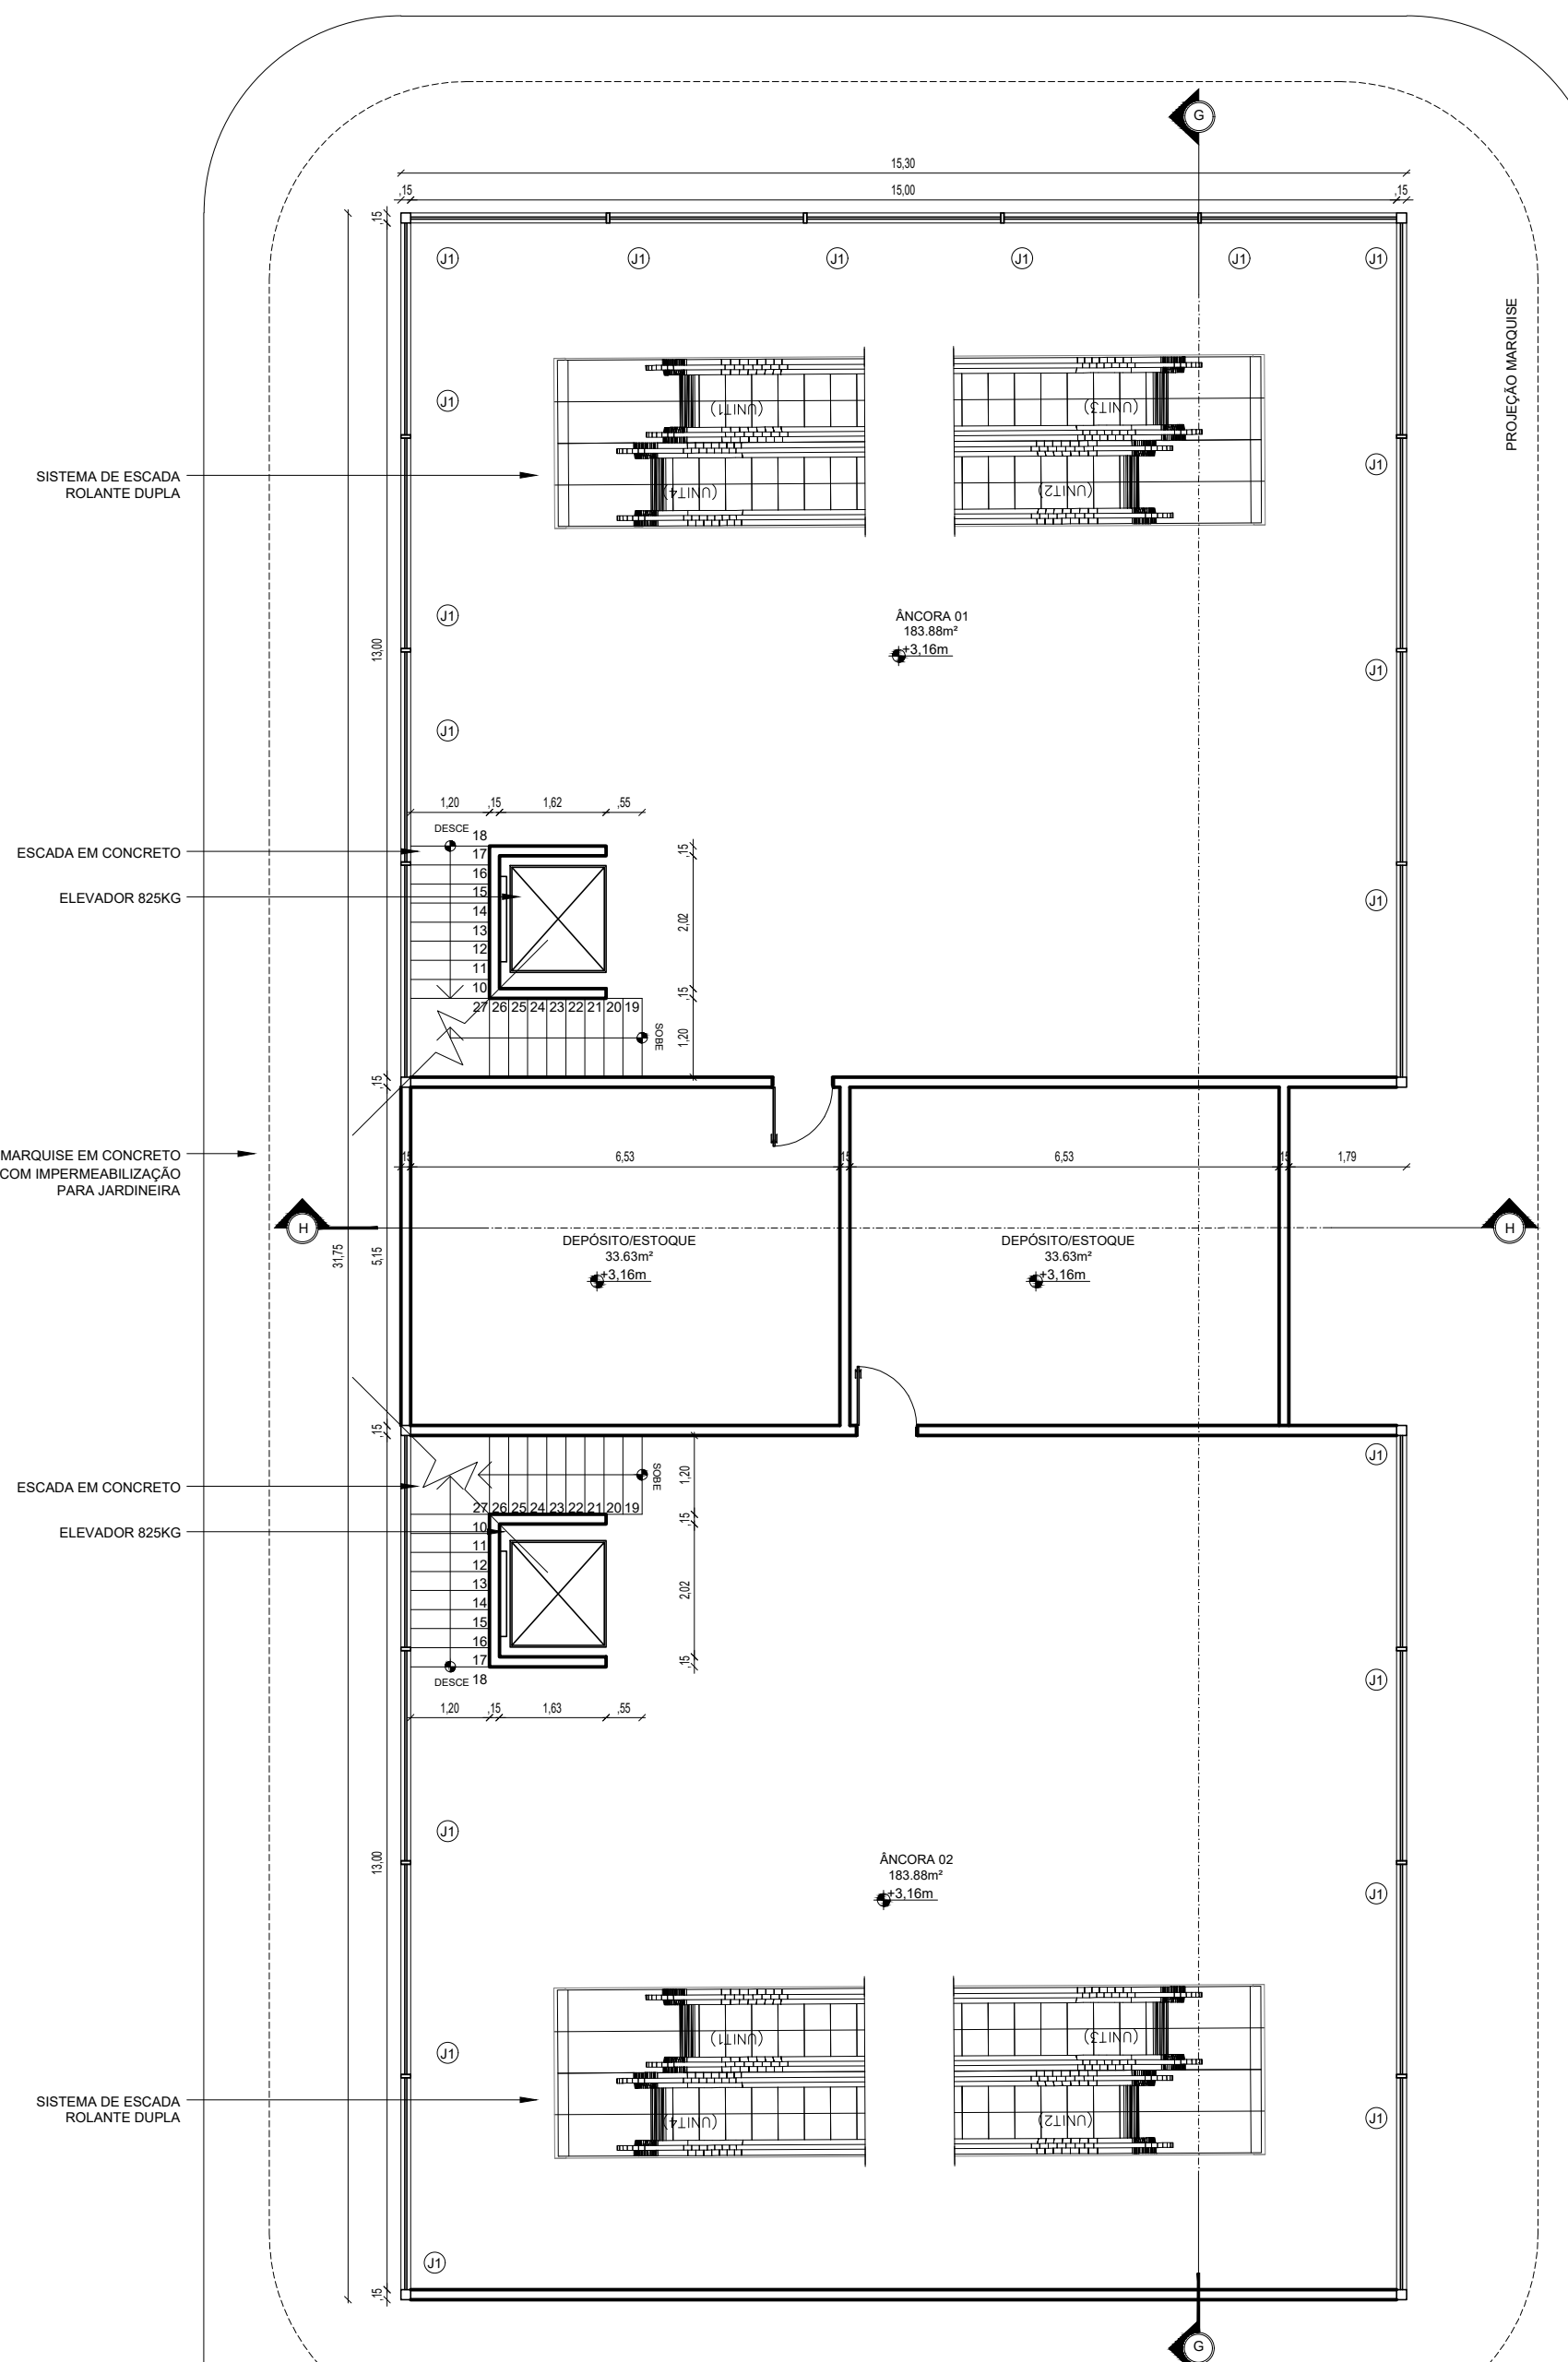 G
15,30
,15
15,00
,15
,15
J1
J1
J1
J1
J1
J1
PROJEÇÃO MARQUISE
J1
(UNIT1)
(UNIT3)
J1
SISTEMA DE ESCADA
ROLANTE DUPLA
(UNIT4)
(UNIT2)
J1
ÂNCORA 01
183.88m²
+3,16m
13,00
J1
J1
1,20
,15
1,62
,55
DESCE
18
,15
ESCADA EM CONCRETO
17
16
ELEVADOR 825KG
15
J1
14
2,02
13
12
11
10
,15
27 26 25 24 23 22 21 20 19
SOBE
1,20
,15
MARQUISE EM CONCRETO
COM IMPERMEABILIZAÇÃO
PARA JARDINEIRA
15
6,53
15
6,53
15
1,79
H
H
31,75
5,15
DEPÓSITO/ESTOQUE
33.63m²
+3,16m
DEPÓSITO/ESTOQUE
33.63m²
+3,16m
,15
J1
SOBE
1,20
ESCADA EM CONCRETO
27 26 25 24 23 22 21 20 19
,15
ELEVADOR 825KG
10
11
12
13
2,02
14
15
16
17
,15
DESCE
18
J1
1,20
,15
1,63
,55
J1
13,00
ÂNCORA 02
183.88m²
+3,16m
J1
(UNIT1)
(UNIT3)
J1
SISTEMA DE ESCADA
ROLANTE DUPLA
(UNIT4)
(UNIT2)
J1
J1
,15
G